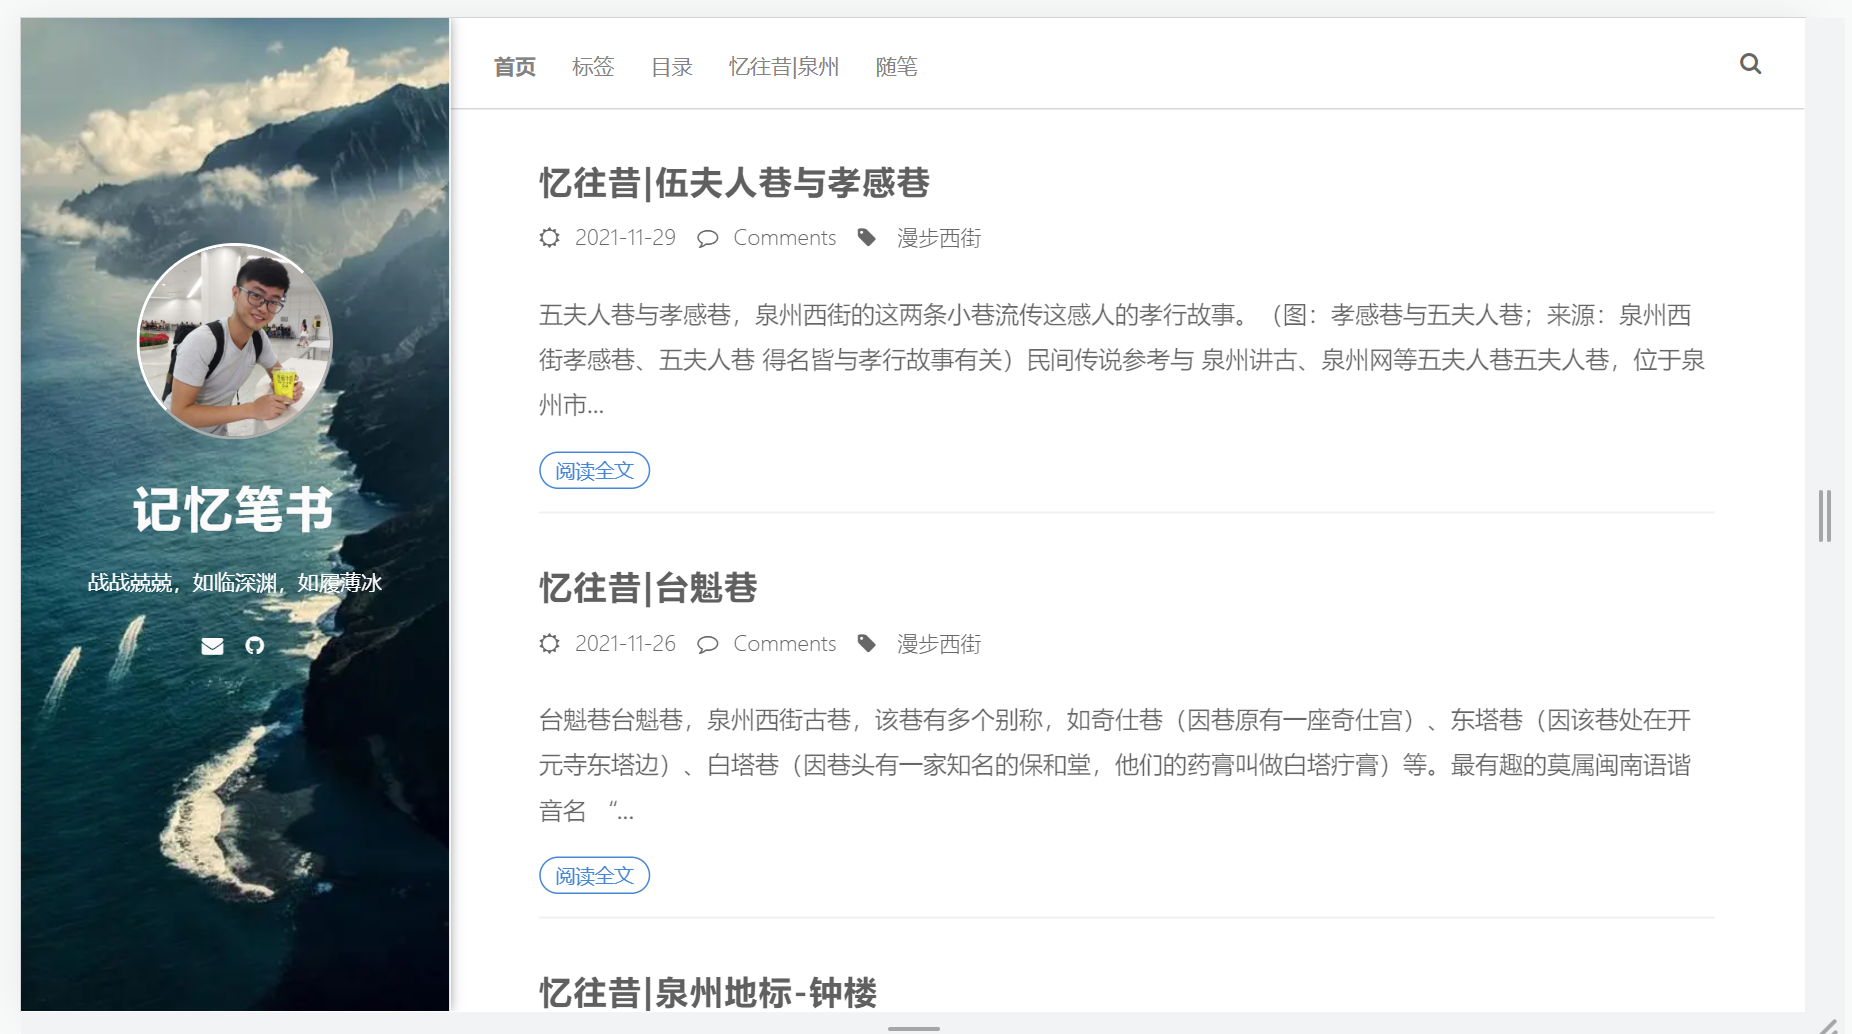 首页 标签 目录 忆往昔|泉州 随笔
记忆笔书
战战兢兢，如临深渊，如履薄冰
忆往昔|伍夫人巷与孝感巷
2021-11-29 Comments 漫步西街
五夫人巷与孝感巷，泉州西街的这两条小巷流传这感人的孝行故事。（图：孝感巷与五夫人巷；来源：泉州西
街孝感巷、五夫人巷 得名皆与孝行故事有关）民间传说参考与 泉州讲古、泉州网等五夫人巷五夫人巷，位于泉
州市...
阅读全文
忆往昔|台魁巷
2021-11-26 Comments 漫步西街
台魁巷台魁巷，泉州西街古巷，该巷有多个别称，如奇仕巷（因巷原有一座奇仕宫）、东塔巷（因该巷处在开
元寺东塔边）、白塔巷（因巷头有一家知名的保和堂，他们的药膏叫做白塔疔膏）等。最有趣的莫属闽南语谐
音名 “...
阅读全文
忆往昔|泉州地标-钟楼